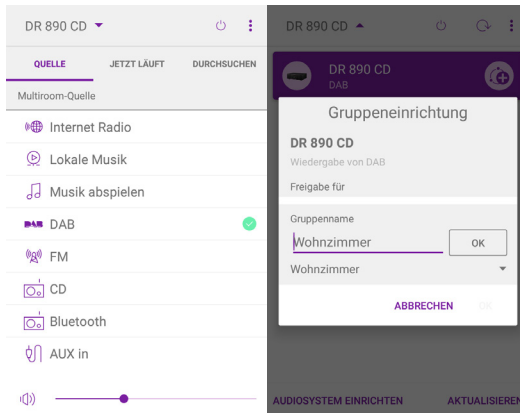 DR 890 CD
QUELLE JETZT LÄUFT DURCHSUCHEN
Multiroom-Quelle
Internet Radio
Lokale Musik
Musik abspielen
DAB DAB
FM
CD
Bluetooth
AUX in
DR 890 CD
DR 890 CD
DAB
Gruppeneinrichtung
DR 890 CD
Wiedergabe von DAB
Freigabe für
Gruppenname
Wohnzimmer OK
Wohnzimmer
ABBRECHEN OK
AUDIOSYSTEM EINRICHTEN AKTUALISIEREN